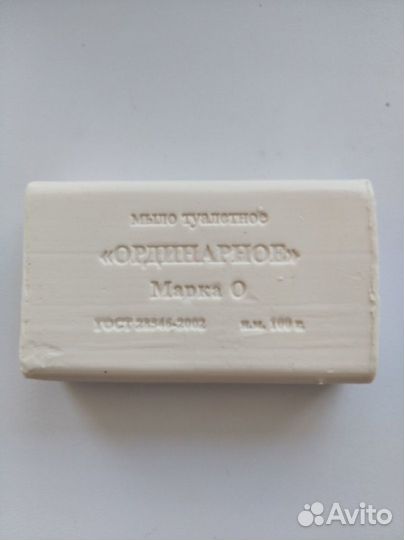 мыло туалетное
«ОРДИНАРНОЕ»
Марка О
ГОСТ 28546-2002 н.м. 100 г.
Avito